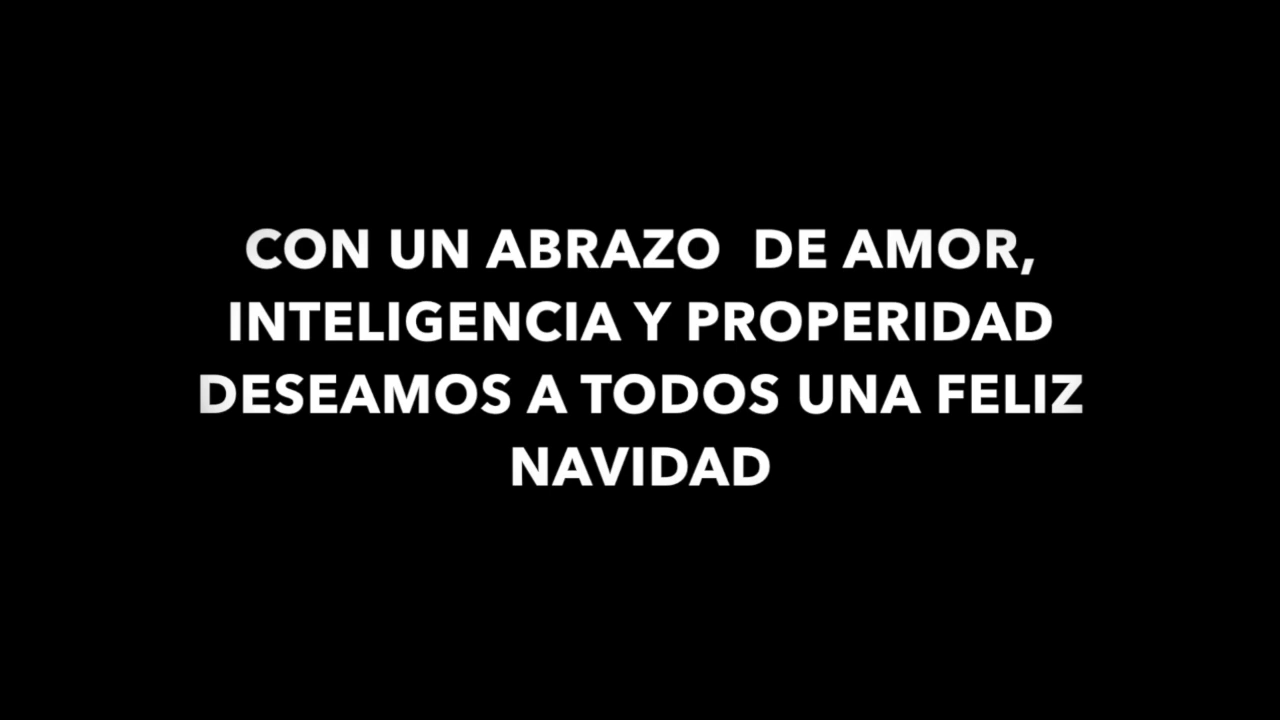 CON UN ABRAZO  DE AMOR,
INTELIGENCIA Y PROPERIDAD
DESEAMOS A TODOS UNA FELIZ
NAVIDAD